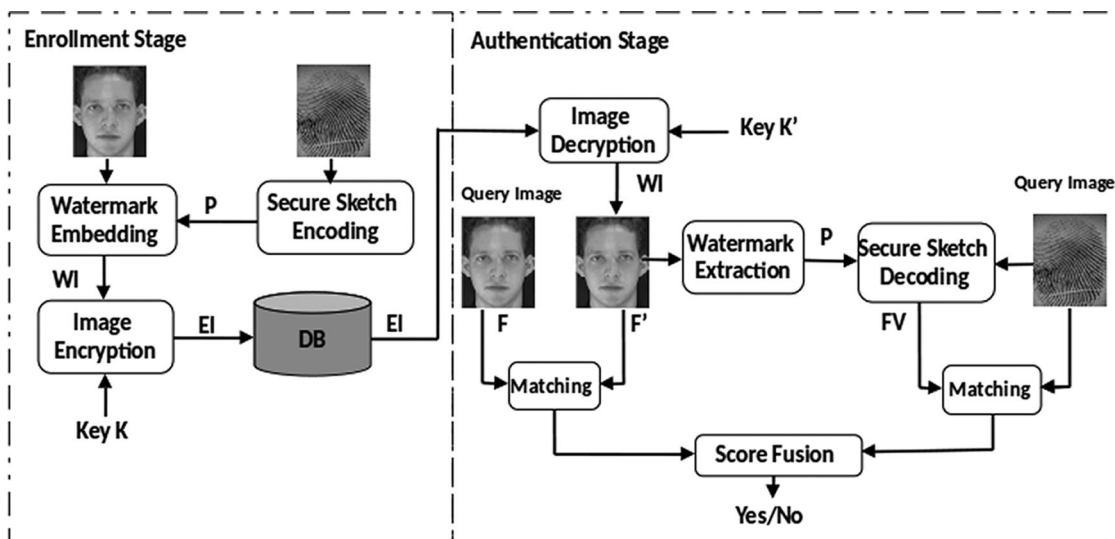 Enrollment Stage
Watermark
Embedding
P
Secure Sketch
Encoding
WI
Image
Encryption
EI
DB
EI
Key K
Authentication Stage
Image
Decryption
Key K’
WI
Query Image
Query Image
Watermark
Extraction
P
Secure Sketch
Decoding
F
F’
FV
Matching
Matching
Score Fusion
Yes/No